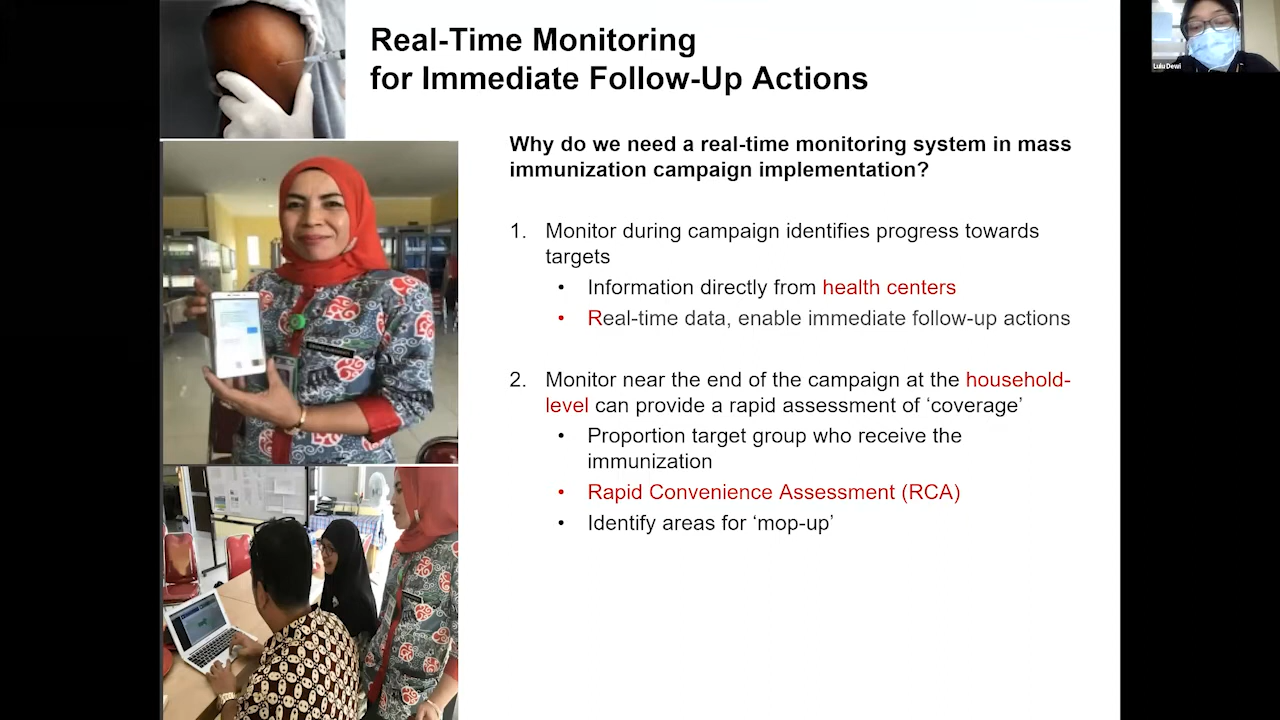 Real-Time Monitoring
for Immediate Follow-Up Actions
Why do we need a real-time monitoring system in mass
immunization campaign implementation?
1. Monitor during campaign identifies progress towards
targets
• Information directly from health centers
• Real-time data, enable immediate follow-up actions
2. Monitor near the end of the campaign at the household-
level can provide a rapid assessment of ‘coverage’
• Proportion target group who receive the
immunization
• Rapid Convenience Assessment (RCA)
• Identify areas for ‘mop-up’
Lulu Dewi